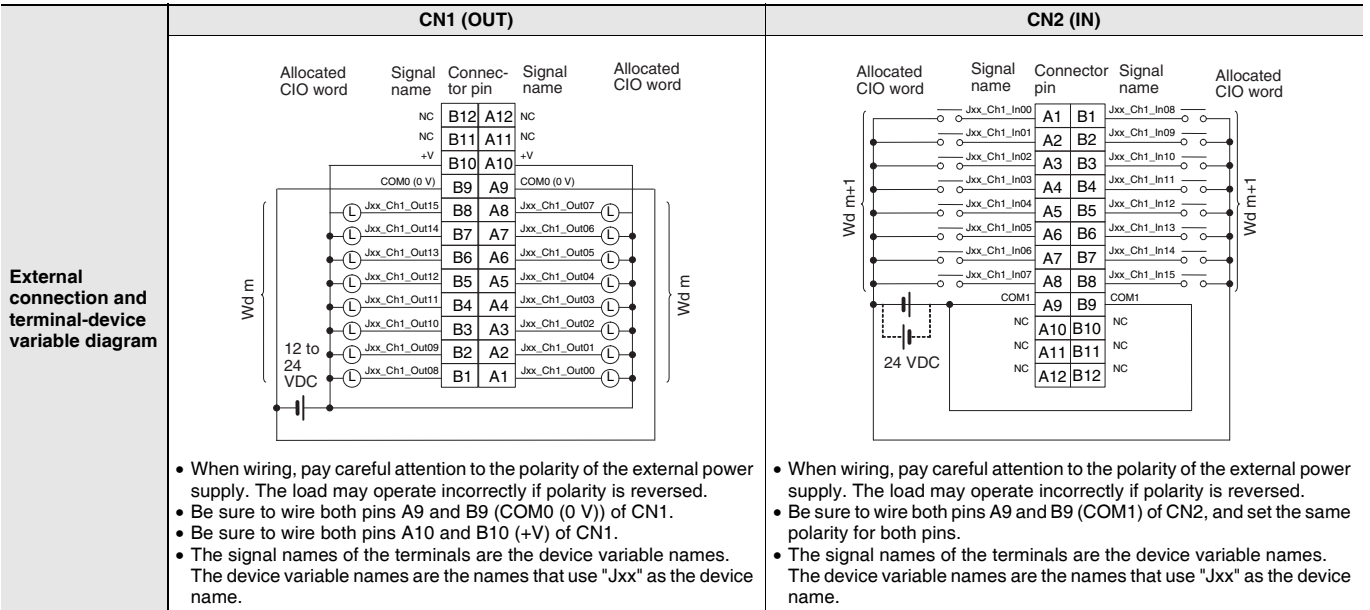 CN1 (OUT)
CN2 (IN)
External
connection and
terminal-device
variable diagram
Allocated
CIO word
Signal
name
Connec-
tor pin
Signal
name
Allocated
CIO word
NC B12 A12 NC
NC B11 A11 NC
+V B10 A10 +V
COM0 (0 V) B9 A9 COM0 (0 V)
L Jxx_Ch1_Out15 B8 A8 Jxx_Ch1_Out07 L
L Jxx_Ch1_Out14 B7 A7 Jxx_Ch1_Out06 L
L Jxx_Ch1_Out13 B6 A6 Jxx_Ch1_Out05 L
L Jxx_Ch1_Out12 B5 A5 Jxx_Ch1_Out04 L
L Jxx_Ch1_Out11 B4 A4 Jxx_Ch1_Out03 L
L Jxx_Ch1_Out10 B3 A3 Jxx_Ch1_Out02 L
L Jxx_Ch1_Out09 B2 A2 Jxx_Ch1_Out01 L
L Jxx_Ch1_Out08 B1 A1 Jxx_Ch1_Out00 L
Wd m
Wd m
12 to
24
VDC
• When wiring, pay careful attention to the polarity of the external power
supply. The load may operate incorrectly if polarity is reversed.
• Be sure to wire both pins A9 and B9 (COM0 (0 V)) of CN1.
• Be sure to wire both pins A10 and B10 (+V) of CN1.
• The signal names of the terminals are the device variable names.
The device variable names are the names that use "Jxx" as the device
name.
Allocated
CIO word
Signal
name
Connector
pin
Signal
name
Allocated
CIO word
Jxx_Ch1_In00 A1 B1 Jxx_Ch1_In08
Jxx_Ch1_In01 A2 B2 Jxx_Ch1_In09
Jxx_Ch1_In02 A3 B3 Jxx_Ch1_In10
Jxx_Ch1_In03 A4 B4 Jxx_Ch1_In11
Jxx_Ch1_In04 A5 B5 Jxx_Ch1_In12
Jxx_Ch1_In05 A6 B6 Jxx_Ch1_In13
Jxx_Ch1_In06 A7 B7 Jxx_Ch1_In14
Jxx_Ch1_In07 A8 B8 Jxx_Ch1_In15
COM1 A9 B9 COM1
NC A10 B10 NC
NC A11 B11 NC
NC A12 B12 NC
Wd m+1
Wd m+1
24 VDC
• When wiring, pay careful attention to the polarity of the external power
supply. The load may operate incorrectly if polarity is reversed.
• Be sure to wire both pins A9 and B9 (COM1) of CN2, and set the same
polarity for both pins.
• The signal names of the terminals are the device variable names.
The device variable names are the names that use "Jxx" as the device
name.